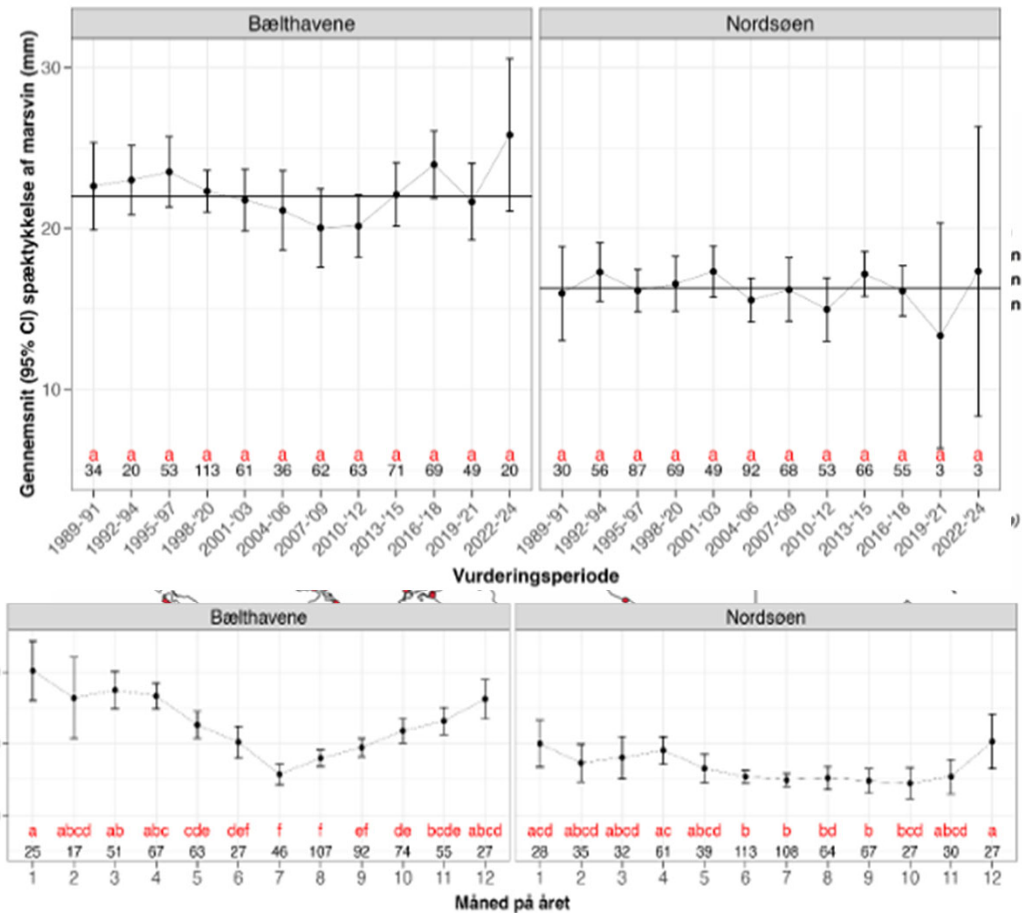 Bælthavene Nordsøen
Gennemsnit (95% CI) spæktykkelse af marsvin (mm)
30
20
10
a a a a a a a a a a a a a a a a a a a a a a a a
34 20 53 113 61 36 62 63 71 69 49 20 30 56 87 69 49 92 68 53 66 55 3 3
1989-91 1992-94 1995-97 1998-20 2001-03 2004-06 2007-09 2010-12 2013-15 2016-18 2019-21 2022-24 1989-91 1992-94 1995-97 1998-20 2001-03 2004-06 2007-09 2010-12 2013-15 2016-18 2019-21 2022-24
Vurderingsperiode
n
n
n
Bælthavene Nordsøen
a abcd ab abc cde def f f ef de bcde abcd acd abcd abcd ac abcd b b bd b bcd abcd a
25 17 51 67 63 27 46 107 92 74 55 27 28 35 32 61 39 113 108 64 67 27 30 27
1 2 3 4 5 6 7 8 9 10 11 12 1 2 3 4 5 6 7 8 9 10 11 12
Måned på året